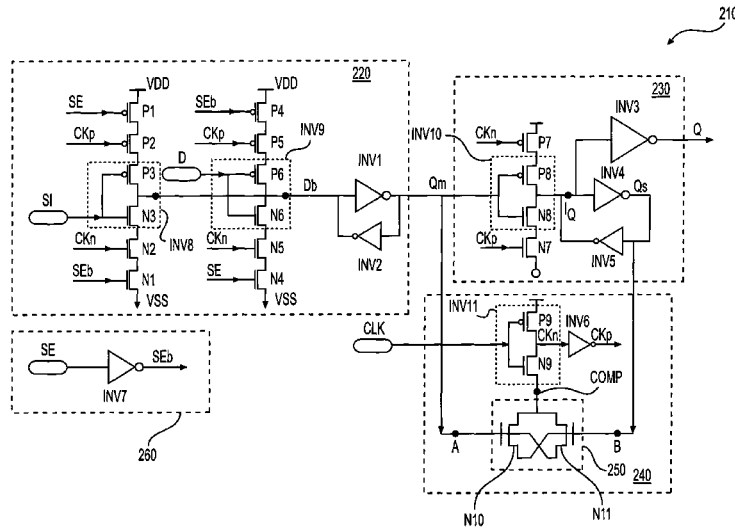 210
220
VDD
VDD
230
SE
P1
SEb
P4
INV3
CKp
P2
CKp
P5
INV9
INV10
CKn
P7
Q
P3
D
P6
INV1
P8
INV4
Db
Qm
Qs
SI
N3
N6
N8
IQ
CKn
N2
INV8
CKn
N5
INV2
CKp
N7
INV5
SEb
N1
SE
N4
VSS
VSS
INV11
P9
INV6
CLK
CKn
CKp
SE
SEb
N9
COMP
INV7
260
A
B
250
240
N10
N11